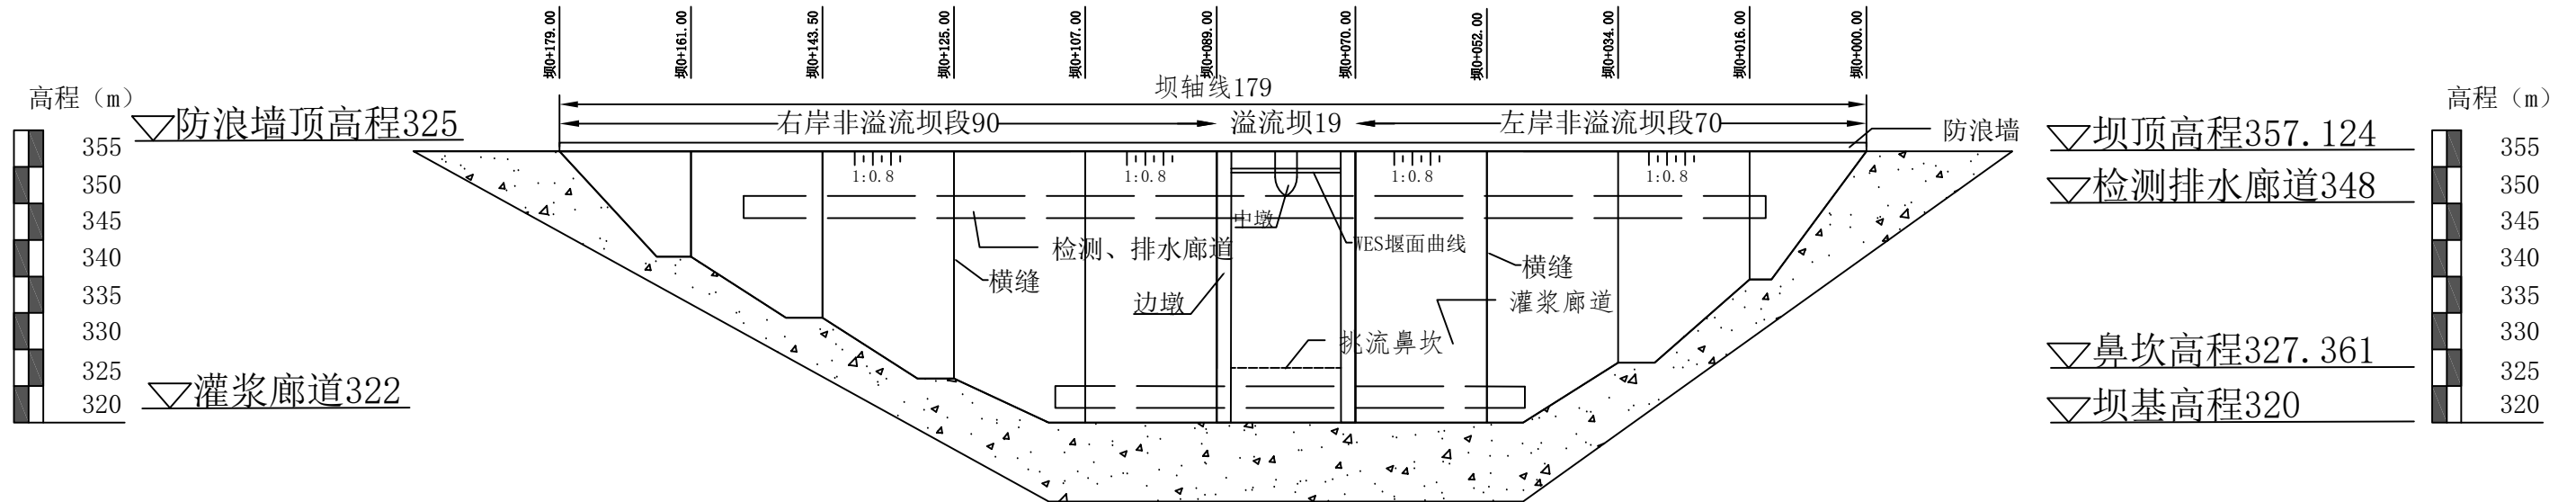 坝0+179.00
坝0+161.00
坝0+143.50
坝0+125.00
坝0+107.00
坝0+089.00
坝0+070.00
坝0+052.00
坝0+034.00
坝0+016.00
坝0+000.00
坝轴线179
右岸非溢流坝段90
溢流坝19
左岸非溢流坝段70
高程（m）
355
350
345
340
335
330
325
320
防浪墙顶高程325
灌浆廊道322
1:0.8
1:0.8
1:0.8
1:0.8
检测、排水廊道
横缝
边墩
中墩
WES堰面曲线
横缝
灌浆廊道
挑流鼻坎
防浪墙
坝顶高程357.124
检测排水廊道348
鼻坎高程327.361
坝基高程320
高程（m）
355
350
345
340
335
330
325
320